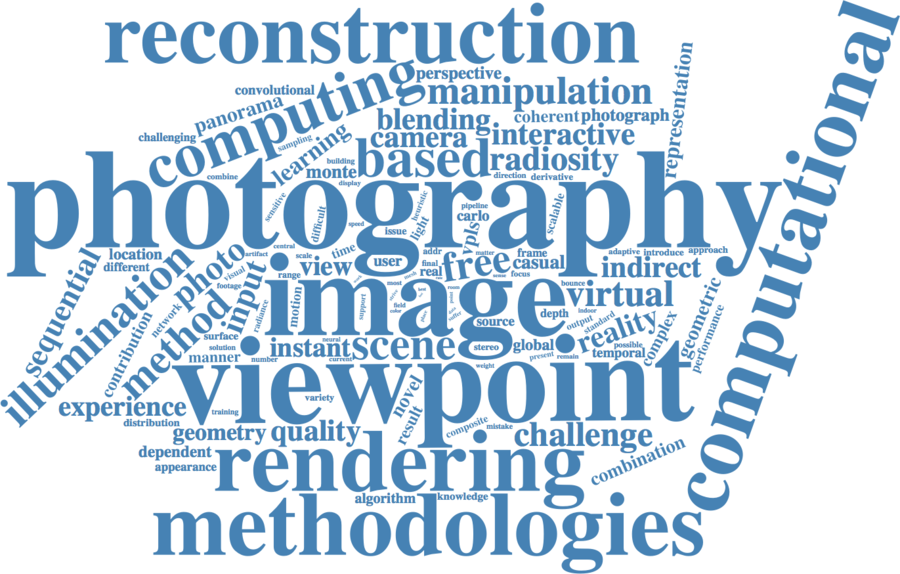 reconstruction
computational
computing
perspective
convolutional
manipulation
representation
panorama
blending
coherent
photograph
challenging
sampling
learning
camera
interactive
building
monte
based
radiosity
display
direction
derivative
combine
photography
sensitive
difficult
speed
issue
heuristic
light
pipeline
carlo
vpls
scalable
location
different
sequential
illumination
photo
artifact
central
scale
time
view
user
addr
final
real
free
matter
sense
frame
casual
focus
adaptive
introduce
approach
indirect
visual
footage
input
range
motion
radiance
most
image
support
field
color
bounce
virtual
geometric
network
contribution
method
source
depth
indoor
output
standard
reality
complex
performance
surface
solution
manner
number
instant
neural
current
scene
stereo
global
present
remain
possible
temporal
weight
viewpoint
experience
distribution
training
variety
novel
result
composite
mistake
geometry
quality
challenge
combination
dependent
appearance
rendering
algorithm
knowledge
methodologies